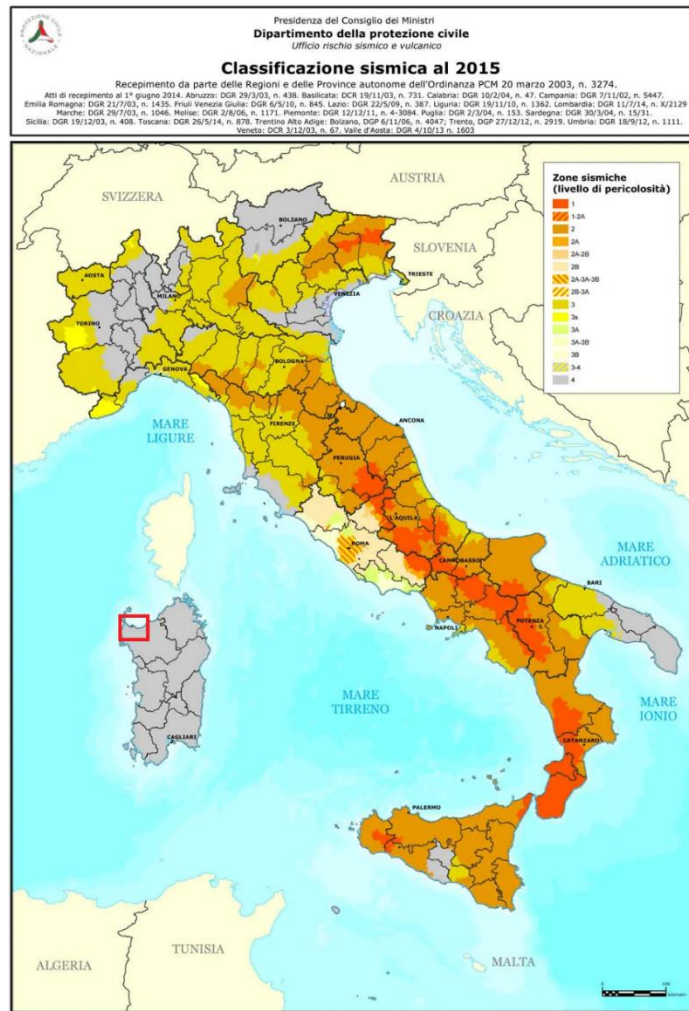 Presidenza del Consiglio dei Ministri
Dipartimento della protezione civile
Ufficio rischio sismico e vulcanico
Classificazione sismica al 2015
Recepimento da parte delle Regioni e delle Province autonome dell'Ordinanza PCM 20 marzo 2003, n. 3274.
Atti di recepimento al 1° giugno 2014. Abruzzo: DGR 29/3/03, n. 438. Basilicata: DCR 19/11/03, n. 731. Calabria: DGR 10/2/04, n. 47. Campania: DGR 7/11/02, n. 5447.
Emilia Romagna: DGR 21/7/03, n. 1435. Friuli Venezia Giulia: DGR 6/5/10, n. 845. Lazio: DGR 22/5/09, n. 387. Liguria: DGR 19/11/10, n. 1362. Lombardia: DGR 11/7/14, n. X/2129
Marche: DGR 29/7/03, n. 1046. Molise: DGR 2/8/06, n. 1171. Piemonte: DGR 12/12/11, n. 4-3084. Puglia: DGR 2/3/04, n. 153. Sardegna: DGR 30/3/04, n. 15/31.
Sicilia: DGR 19/12/03, n. 408. Toscana: DGR 26/5/14, n. 878. Trentino Alto Adige: Bolzano, DGP 6/11/06, n. 4047; Trento, DGP 27/12/12, n. 2919. Umbria: DGR 18/9/12, n. 1111.
Veneto: DCR 3/12/03, n. 67. Valle d'Aosta: DGR 4/10/13 n. 1603
AUSTRIA
SVIZZERA
Zone sismiche
(livello di pericolosità)
1
1-2A
2
2A
2A-2B
2B
2A-3A-3B
2B-3A
3
3s
3A
3A-3B
3B
3-4
4
BOLZANO
SLOVENIA
AOSTA
TRIESTE
MILANO
VENEZIA
CROAZIA
TORINO
BOLOGNA
GENOVA
FIRENZE
ANCONA
MARE
LIGURE
PERUGIA
L'AQUILA
ROMA
MARE
ADRIATICO
CAMPOBASSO
BARI
NAPOLI
POTENZA
MARE
TIRRENO
MARE
IONIO
CAGLIARI
CATANZARO
PALERMO
TUNISIA
ALGERIA
MALTA